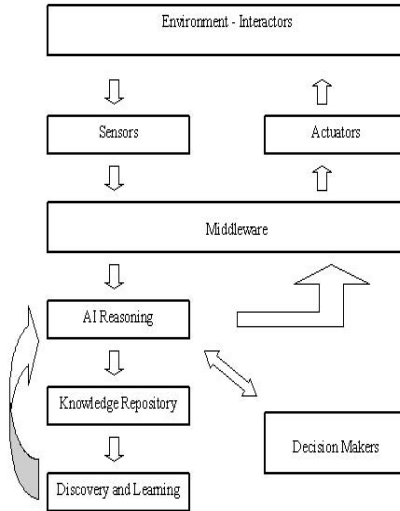 Environment - Interactors
Sensors
Actuators
Middleware
AI Reasoning
Knowledge Repository
Decision Makers
Discovery and Learning